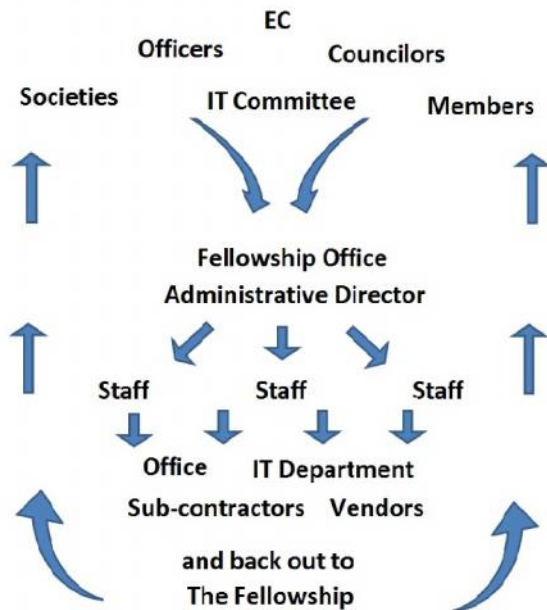 EC
Officers Councilors
Societies IT Committee Members
Fellowship Office
Administrative Director
Staff Staff Staff
Office IT Department
Sub-contractors Vendors
and back out to
The Fellowship